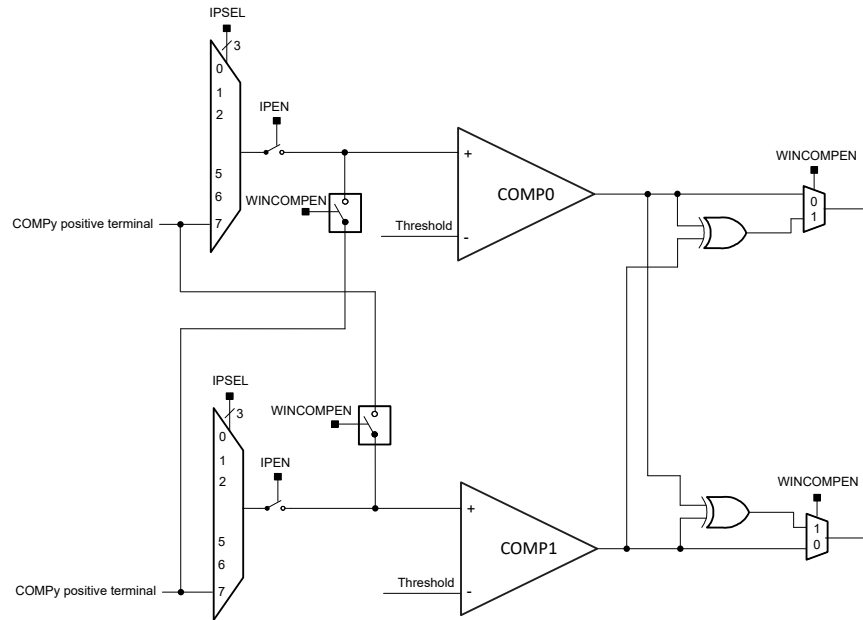 IPSEL
3
0
1
2
5
6
7
IPEN
WINCOMPEN
COMPy positive terminal
+
COMP0
Threshold
-
WINCOMPEN
0
1
IPSEL
3
0
1
2
5
6
7
IPEN
WINCOMPEN
COMPy positive terminal
+
COMP1
Threshold
-
WINCOMPEN
1
0